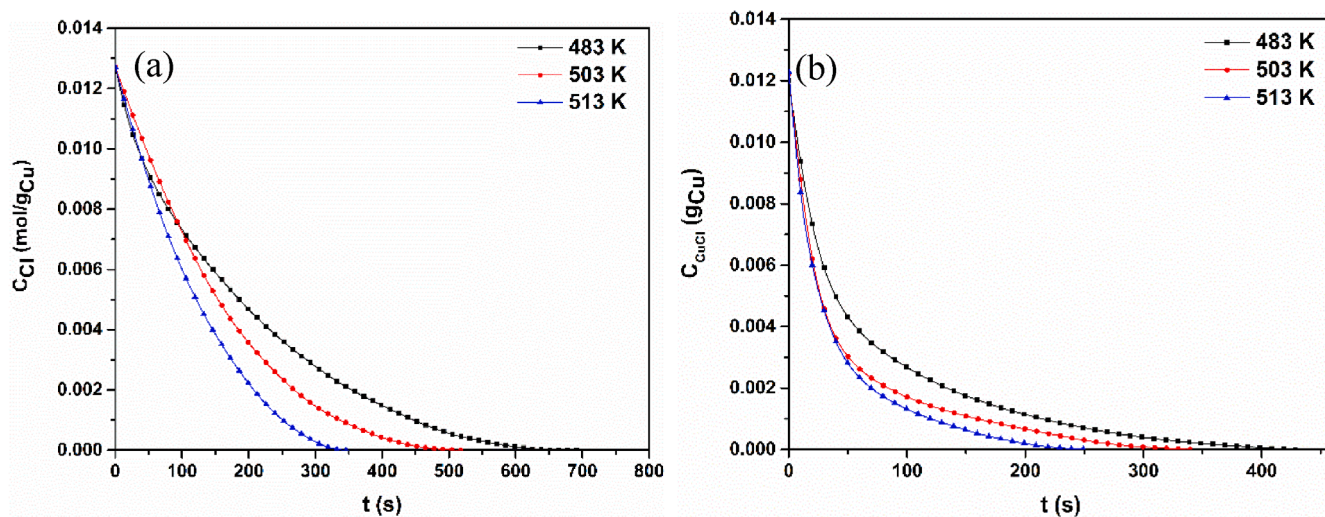 (a)
483 K
503 K
513 K
C_Cl (mol/gCu)
0.014
0.012
0.010
0.008
0.006
0.004
0.002
0.000
0 100 200 300 400 500 600 700 800
t (s)
(b)
483 K
503 K
513 K
C_CuCl (gCu)
0.014
0.012
0.010
0.008
0.006
0.004
0.002
0.000
0 100 200 300 400
t (s)